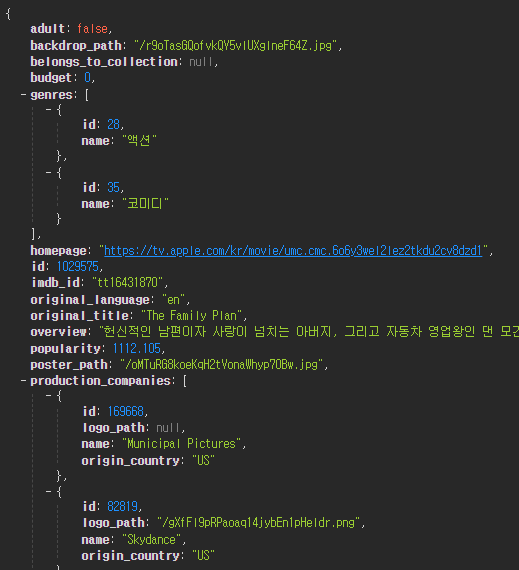 {
adult: false,
backdrop_path: "/r9oTasGQofvkQY5vlUXglneF64Z.jpg",
belongs_to_collection: null,
budget: 0,
- genres: [
- {
id: 28,
name: "액션"
},
- {
id: 35,
name: "코미디"
}
],
homepage: "https://tv.apple.com/kr/movie/umc.cmc.6o6y3wel2lez2tkdu2cv8dzd1",
id: 1029575,
imdb_id: "tt16431870",
original_language: "en",
original_title: "The Family Plan",
overview: "헌신적인 남편이자 사랑이 넘치는 아버지, 그리고 자동차 영업왕인 댄 모건
popularity: 1112.105,
poster_path: "/oMTuRG8koeKqH2tVonaWhyp7OBw.jpg",
- production_companies: [
- {
id: 169668,
logo_path: null,
name: "Municipal Pictures",
origin_country: "US"
},
- {
id: 82819,
logo_path: "/gXfFl9pRPaoaq14jybEn1pHeldr.png",
name: "Skydance",
origin_country: "US"
}